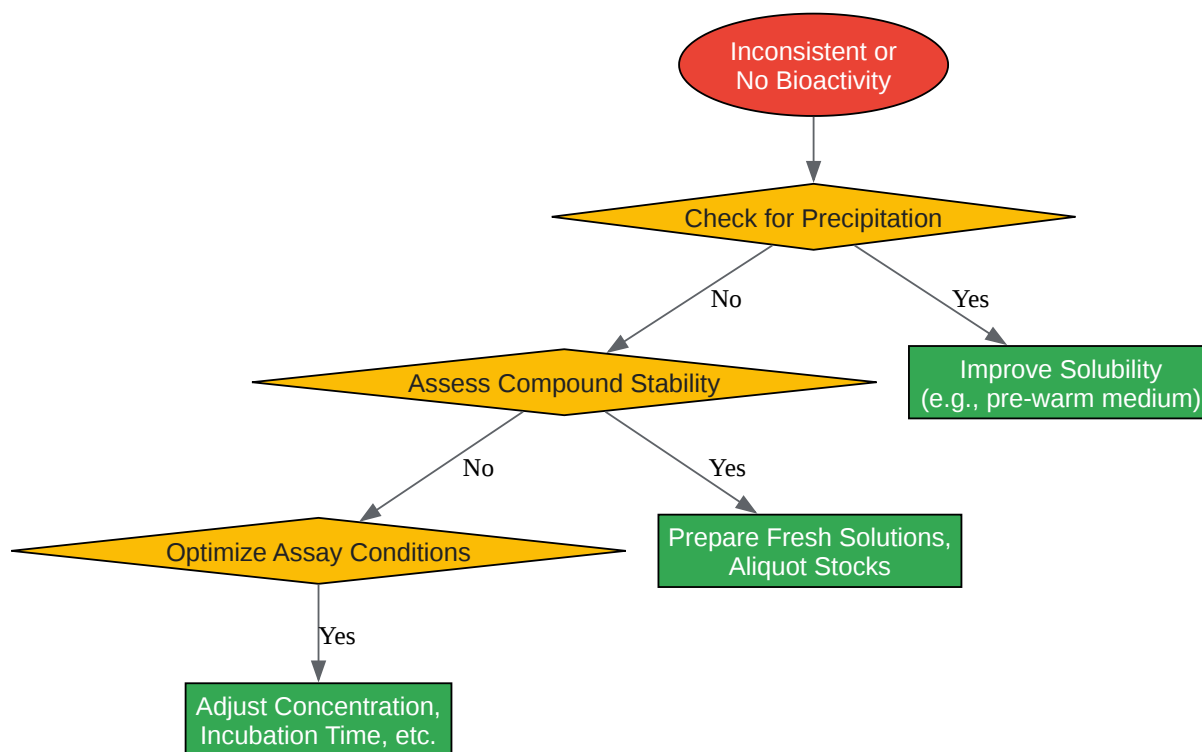 Inconsistent or
No Bioactivity
Check for Precipitation
No
Yes
Improve Solubility
(e.g., pre-warm medium)
Assess Compound Stability
No
Yes
Prepare Fresh Solutions,
Aliquot Stocks
Optimize Assay Conditions
Yes
Adjust Concentration,
Incubation Time, etc.